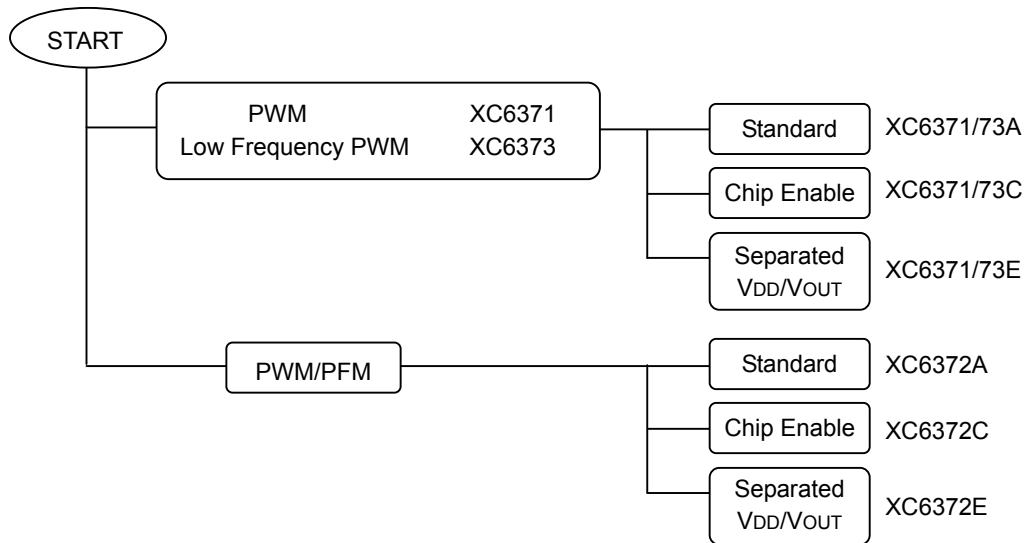 START
PWM XC6371
Low Frequency PWM XC6373
Standard XC6371/73A
Chip Enable XC6371/73C
Separated
VDD/VOUT XC6371/73E
PWM/PFM
Standard XC6372A
Chip Enable XC6372C
Separated
VDD/VOUT XC6372E